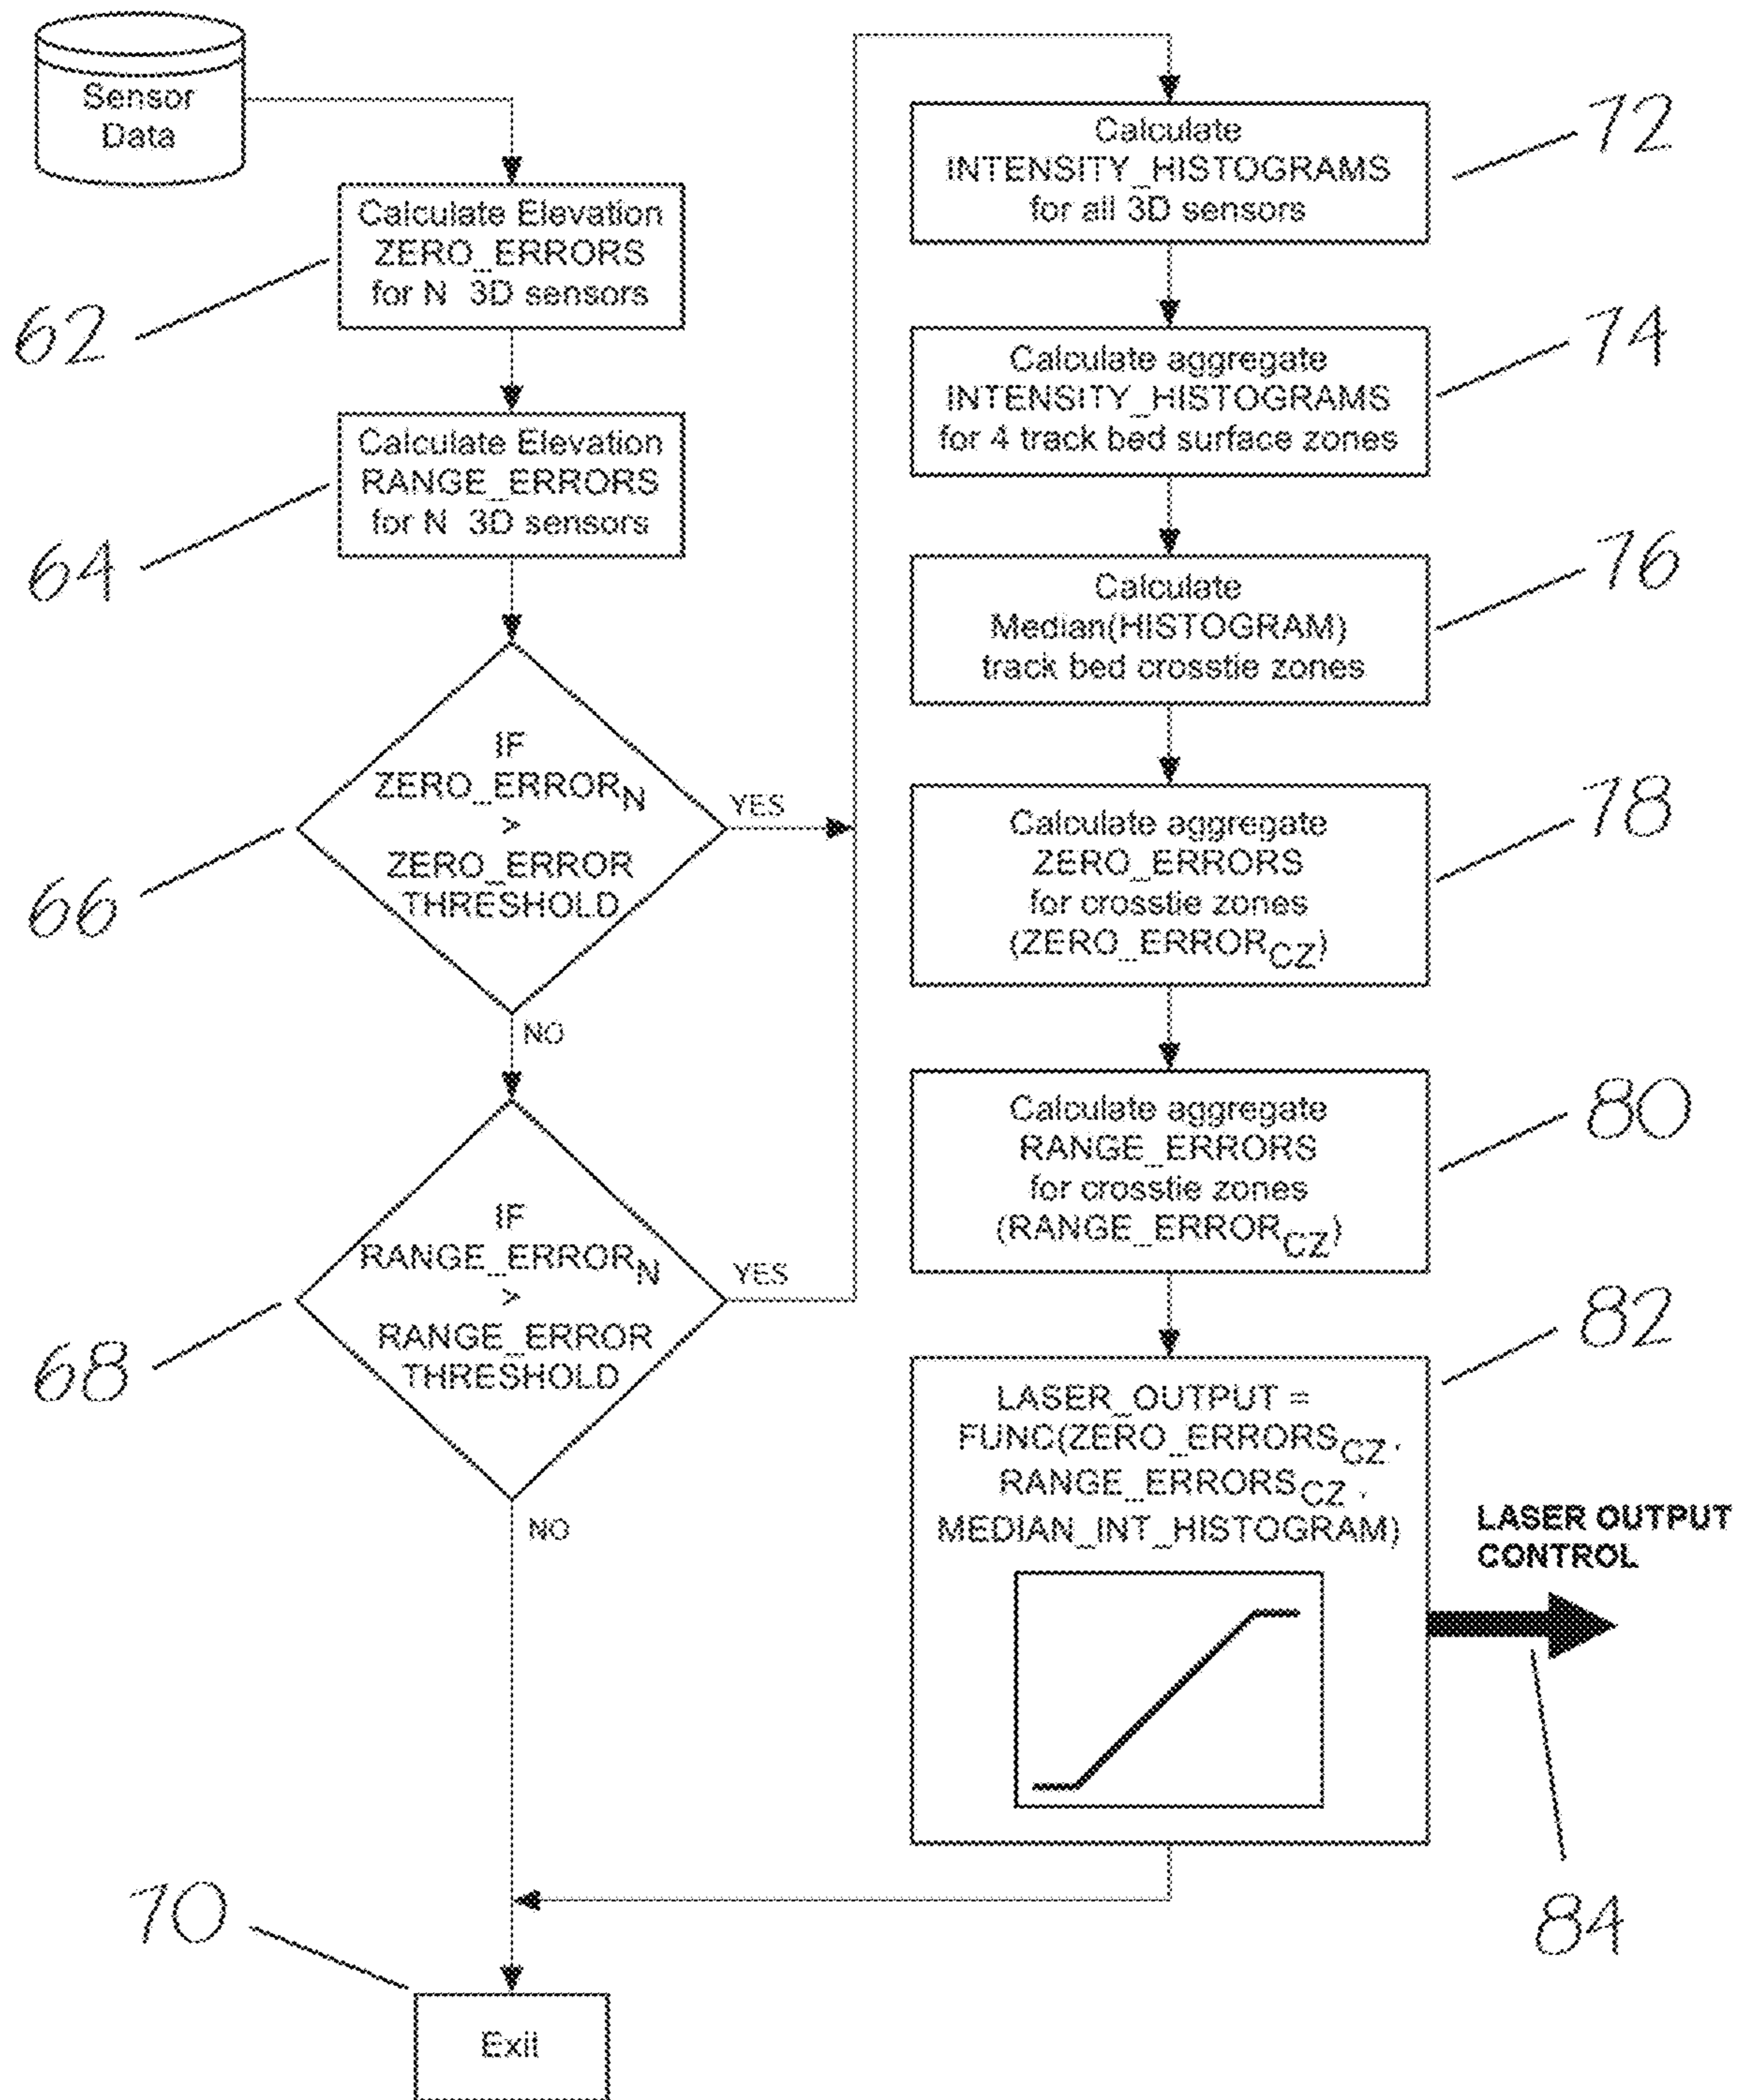 Sensor
Data
Calculate Elevation
ZERO_ERRORS
for N 3D sensors
62
Calculate Elevation
RANGE_ERRORS
for N 3D sensors
64
IF
ZERO_ERRORN
>
ZERO_ERROR
THRESHOLD
YES
66
NO
IF
RANGE_ERRORN
>
RANGE_ERROR
THRESHOLD
YES
68
NO
70
Exit
Calculate
INTENSITY_HISTOGRAMS
for all 3D sensors
72
Calculate aggregate
INTENSITY_HISTOGRAMS
for 4 track bed surface zones
74
Calculate
Median(HISTOGRAM)
track bed crosstie zones
76
Calculate aggregate
ZERO_ERRORS
for crosstie zones
(ZERO_ERRORCZ)
78
Calculate aggregate
RANGE_ERRORS
for crosstie zones
(RANGE_ERRORCZ)
80
LASER_OUTPUT =
FUNC(ZERO_ERRORSCZ,
RANGE_ERRORSCZ,
MEDIAN_INT_HISTOGRAM)
82
LASER OUTPUT
CONTROL
84